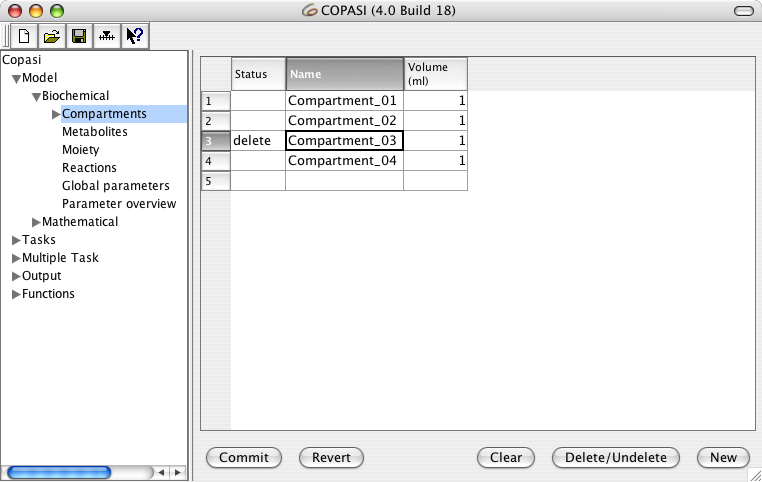 COPASI (4.0 Build 18)
Copasi
Model
Biochemical
Compartments
Metabolites
Moiety
Reactions
Global parameters
Parameter overview
Mathematical
Tasks
Multiple Task
Output
Functions
Status Name Volume (ml)
1 Compartment_01 1
2 Compartment_02 1
3 delete Compartment_03 1
4 Compartment_04 1
5
Commit Revert Clear Delete/Undelete New